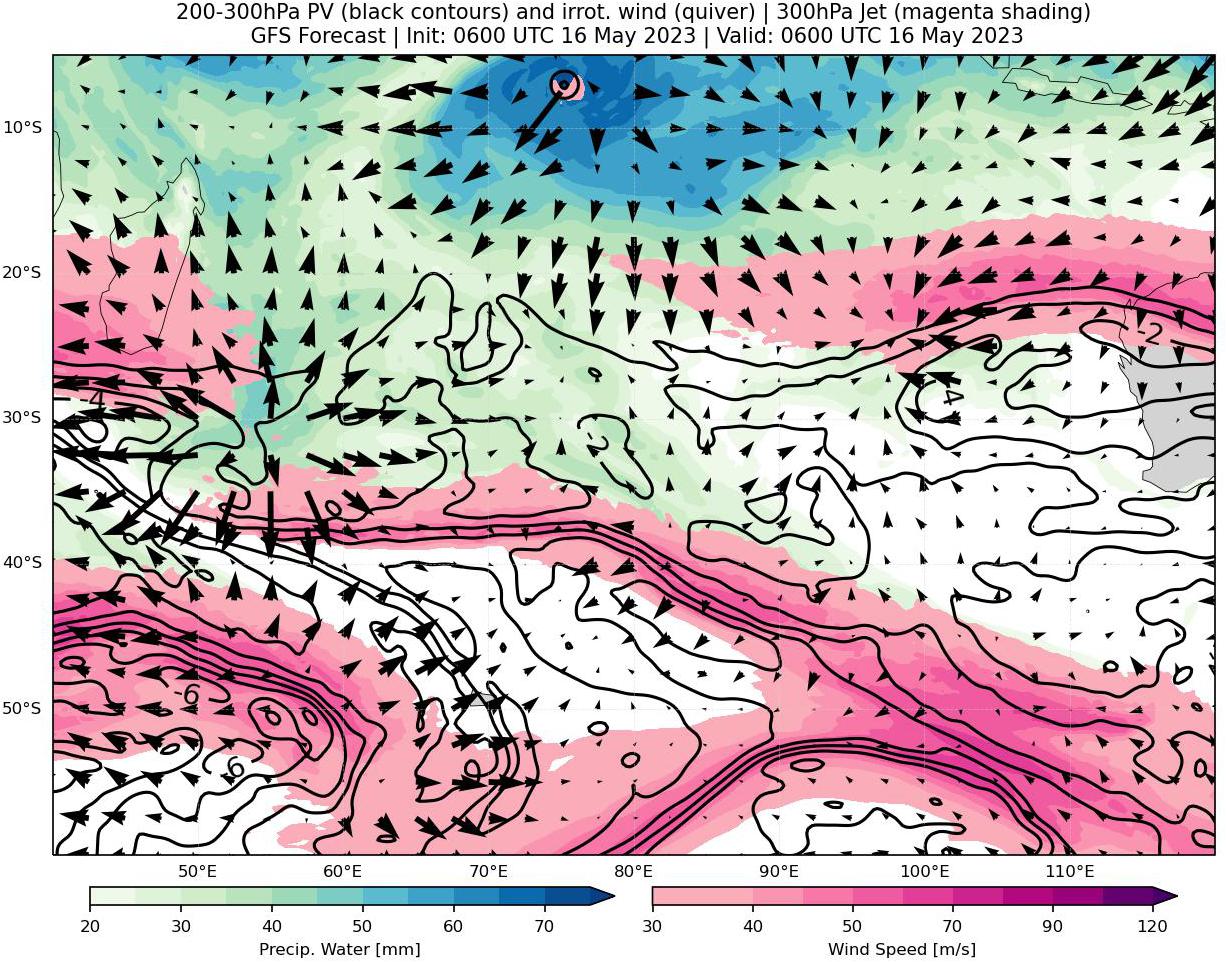 200-300hPa PV (black contours) and irrot. wind (quiver) | 300hPa Jet (magenta shading)
GFS Forecast | Init: 0600 UTC 16 May 2023 | Valid: 0600 UTC 16 May 2023
10°S
20°S
-2
-4
-4
30°S
-2
0
40°S
-6
50°S
6
50°E 60°E 70°E 80°E 90°E 100°E 110°E
20 30 40 50 60 70
30 40 50 70 90 120
Precip. Water [mm]
Wind Speed [m/s]